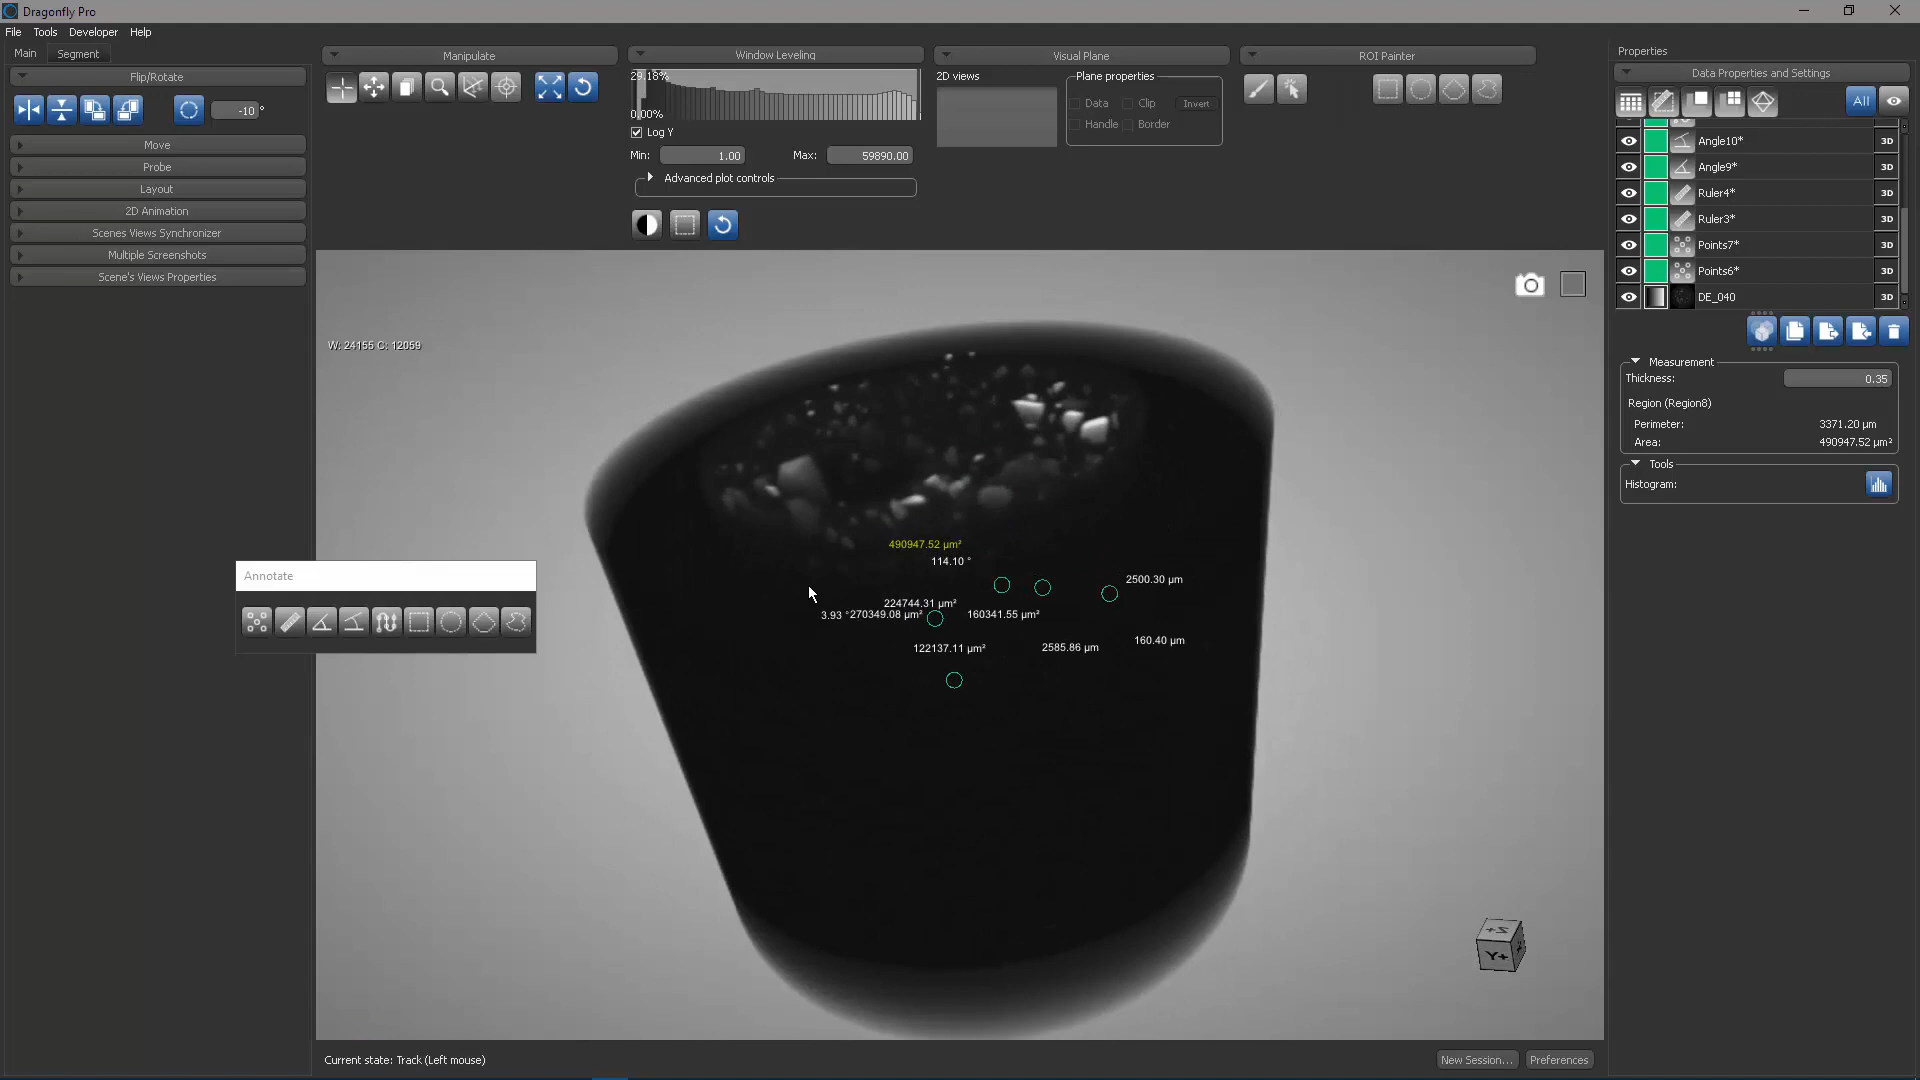 Dragonfly Pro
File Tools Developer Help
Main Segment
Flip/Rotate
-10 °
Move
Probe
Layout
2D Animation
Scenes Views Synchronizer
Multiple Screenshots
Scene's Views Properties
Manipulate
Window Leveling
29.18%
0.00%
Log Y
Min: 1.00 Max: 59890.00
Advanced plot controls
Visual Plane
2D views
Plane properties
Data Clip Invert
Handle Border
ROI Painter
W: 24155 C: 12059
Annotate
490947.52 µm²
114.10 °
2500.30 µm
224744.31 µm²
3.93 °270349.08 µm² 160341.55 µm²
160.40 µm
122137.11 µm² 2585.86 µm
+Z
Y+
Current state: Track (Left mouse)
New Session... Preferences
Properties
Data Properties and Settings
All
Angle10* 3D
Angle9* 3D
Ruler4* 3D
Ruler3* 3D
Points7* 3D
Points6* 3D
DE_040 3D
Measurement
Thickness: 0.35
Region (Region8)
Perimeter: 3371.20 µm
Area: 490947.52 µm²
Tools
Histogram: